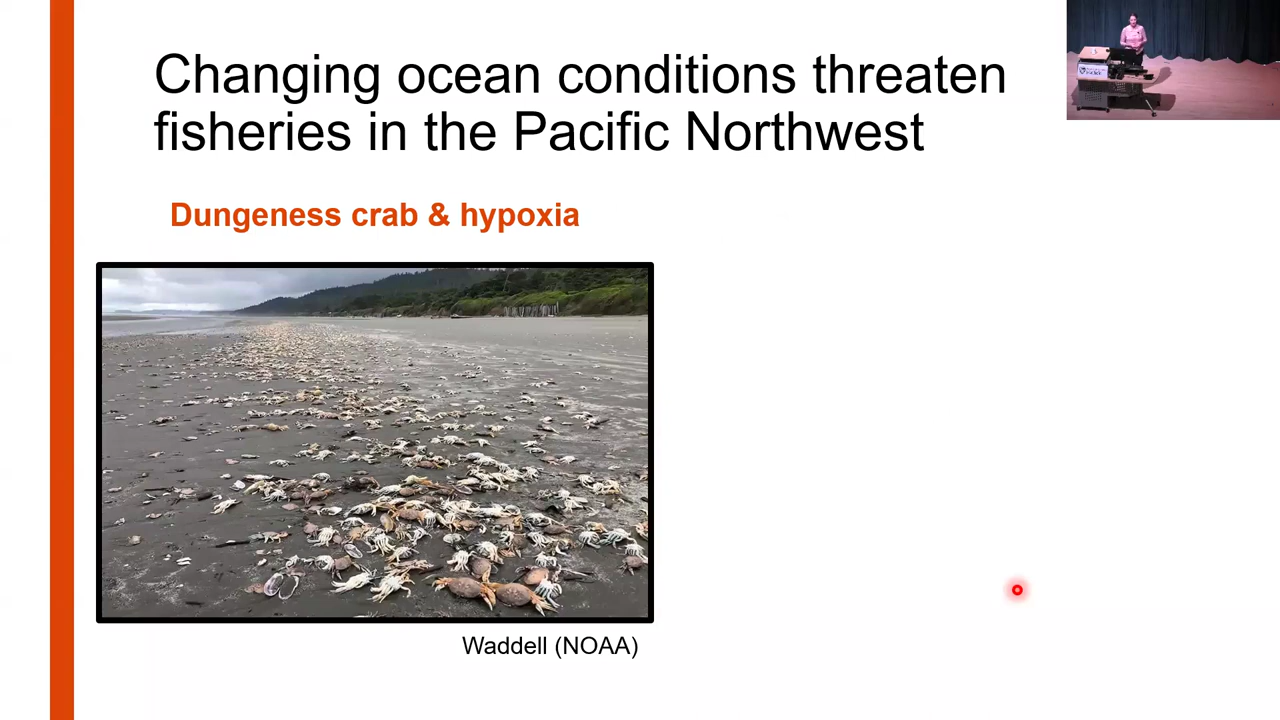 Changing ocean conditions threaten
fisheries in the Pacific Northwest
Dungeness crab & hypoxia
Waddell (NOAA)